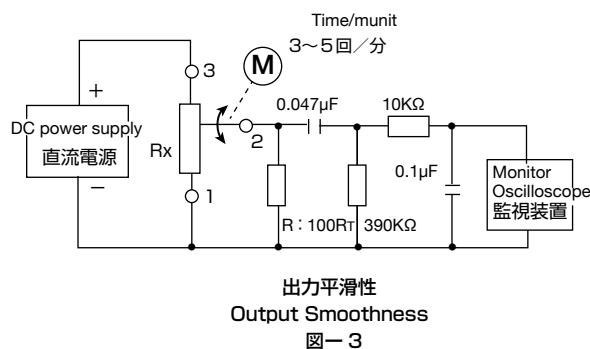 Time/munit
3～5回／分
M
3
+
DC power supply
直流電源
−
Rx
2
1
0.047μF
10KΩ
0.1μF
R：100RT
390KΩ
Monitor
Oscilloscope
監視装置
出力平滑性
Output Smoothness
図ー3